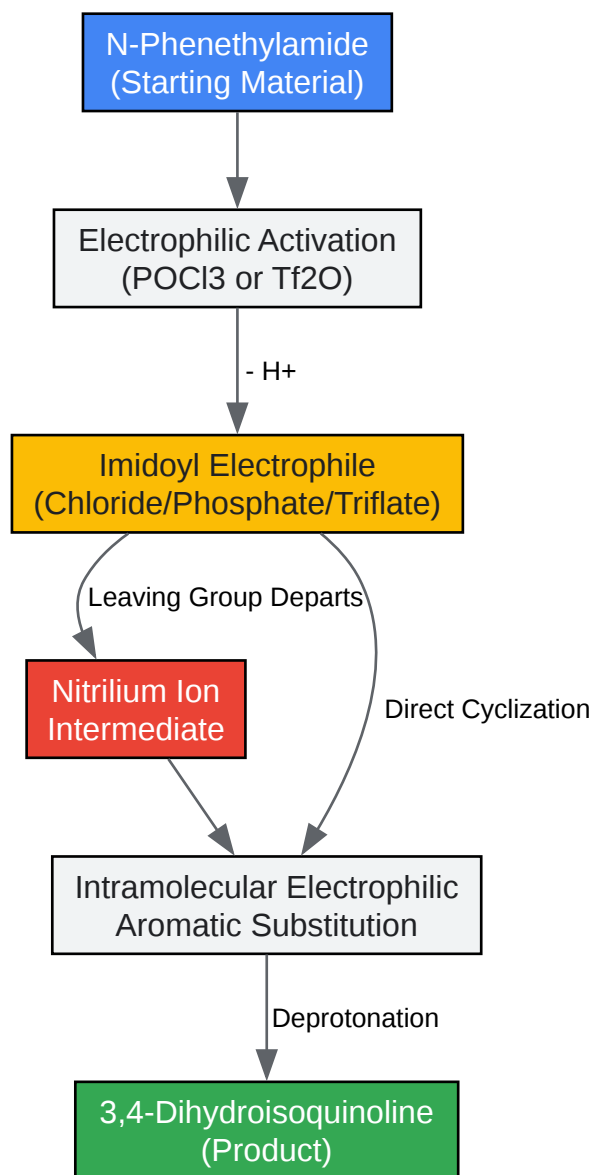 N-Phenethylamide
(Starting Material)
Electrophilic Activation
(POCl3 or Tf2O)
- H+
Imidoyl Electrophile
(Chloride/Phosphate/Triflate)
Leaving Group Departs
Nitrilium Ion
Intermediate
Direct Cyclization
Intramolecular Electrophilic
Aromatic Substitution
Deprotonation
3,4-Dihydroisoquinoline
(Product)